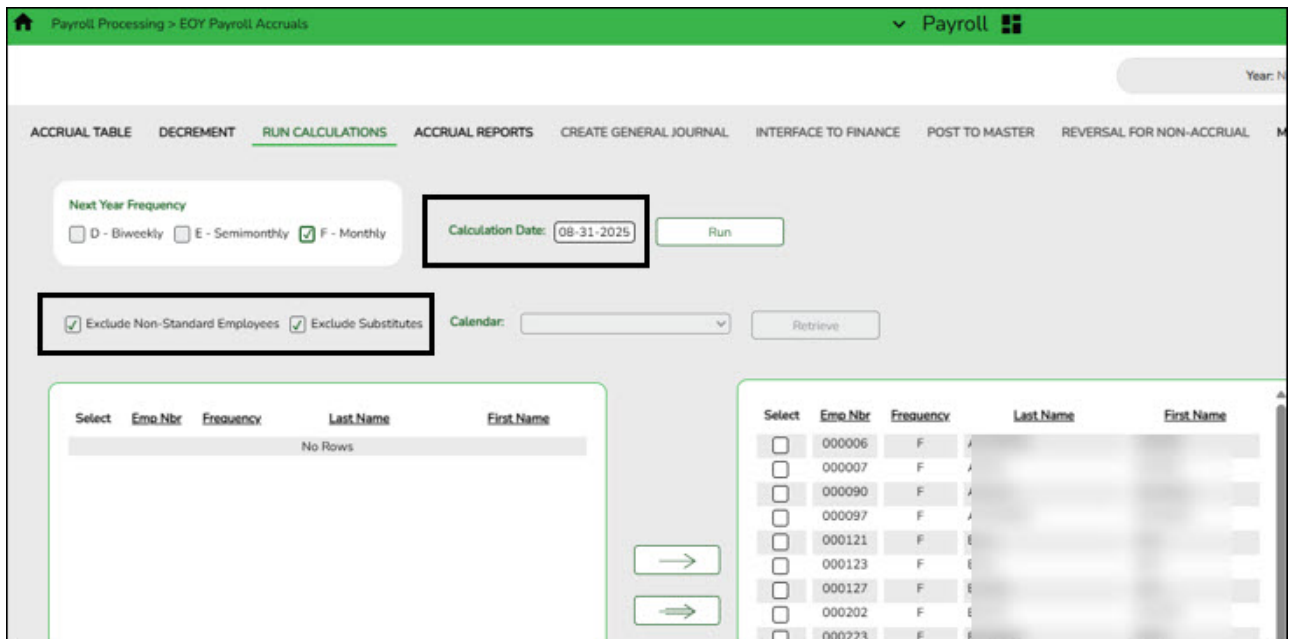 Payroll Processing > EOY Payroll Accruals
Payroll
Year: N
ACCRUAL TABLE DECREMENT RUN CALCULATIONS ACCRUAL REPORTS CREATE GENERAL JOURNAL INTERFACE TO FINANCE POST TO MASTER REVERSAL FOR NON-ACCRUAL M
Next Year Frequency
D - Biweekly E - Semimonthly F - Monthly
Calculation Date: 08-31-2025 Run
Exclude Non-Standard Employees Exclude Substitutes Calendar: Retrieve
Select Emp Nbr Frequency Last Name First Name
No Rows
Select Emp Nbr Frequency Last Name First Name
000006 F
000007 F
000090 F
000097 F
000121 F
000123 F
000127 F
000202 F
000223 F